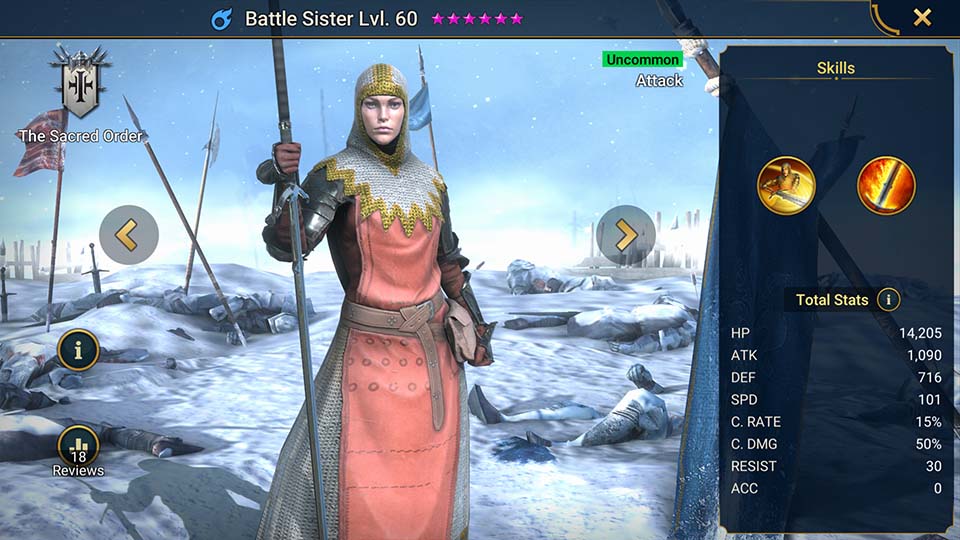 Battle Sister Lvl. 60
The Sacred Order
Uncommon
Attack
i
18
Reviews
Skills
Total Stats i
HP 14,205
ATK 1,090
DEF 716
SPD 101
C. RATE 15%
C. DMG 50%
RESIST 30
ACC 0